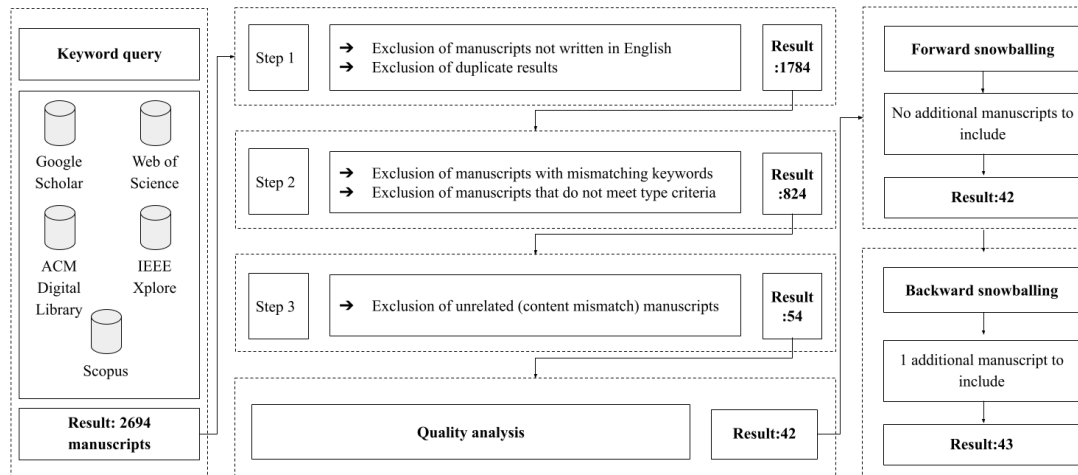 Keyword query
Google
Scholar
Web of
Science
ACM
Digital
Library
IEEE
Xplore
Scopus
Result: 2694
manuscripts
Step 1
➔ Exclusion of manuscripts not written in English
➔ Exclusion of duplicate results
Result
:1784
Step 2
➔ Exclusion of manuscripts with mismatching keywords
➔ Exclusion of manuscripts that do not meet type criteria
Result
:824
Step 3
➔ Exclusion of unrelated (content mismatch) manuscripts
Result
:54
Quality analysis
Result:42
Forward snowballing
No additional manuscripts to
include
Result:42
Backward snowballing
1 additional manuscript to
include
Result:43